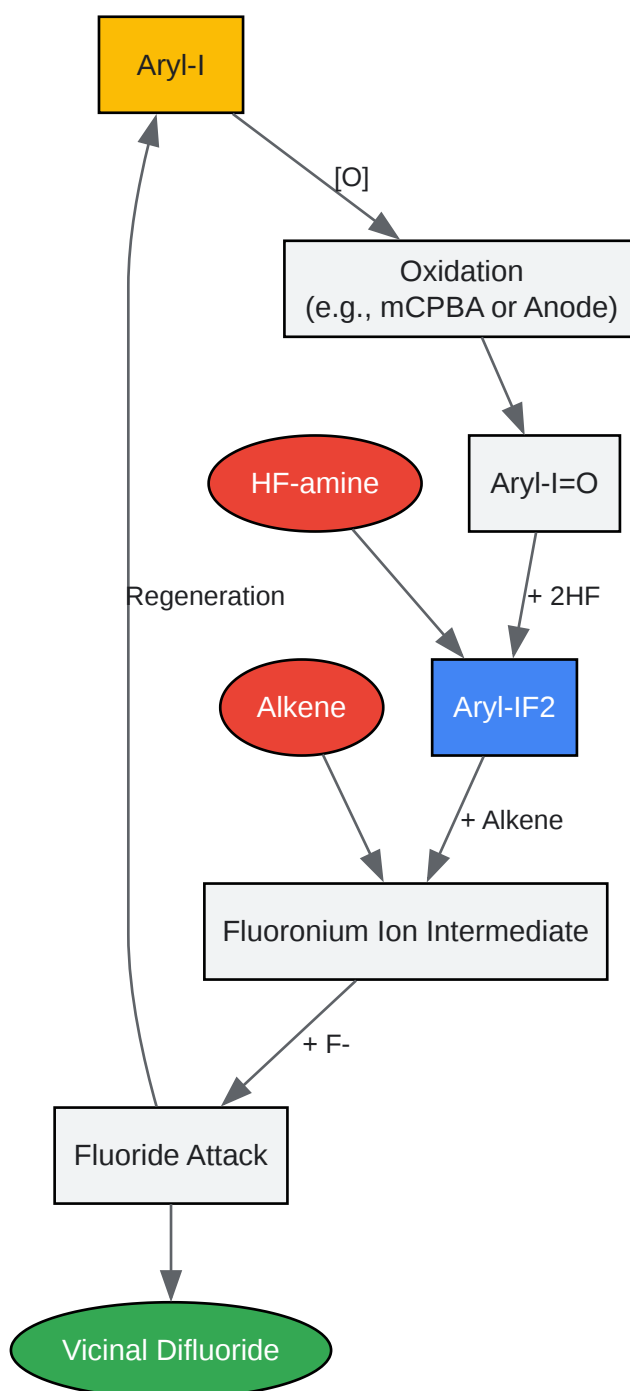 Aryl-I
[O]
Oxidation
(e.g., mCPBA or Anode)
HF-amine
Aryl-I=O
Regeneration
+ 2HF
Alkene
Aryl-IF2
+ Alkene
Fluoronium Ion Intermediate
+ F-
Fluoride Attack
Vicinal Difluoride